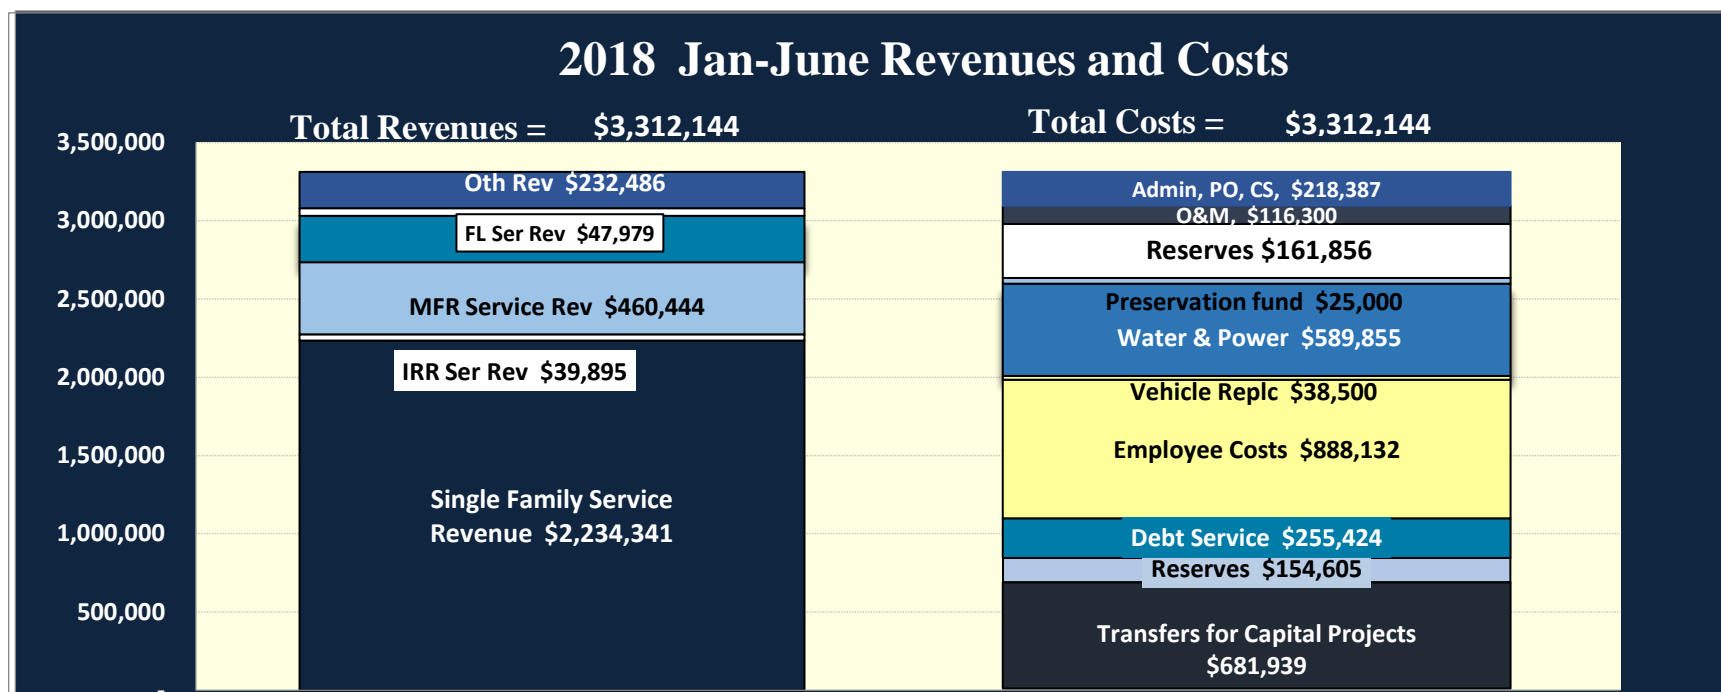 2018 Jan-June Revenues and Costs
Total Revenues = $3,312,144
Total Costs = $3,312,144
3,500,000
3,000,000
2,500,000
2,000,000
1,500,000
1,000,000
500,000
-
Oth Rev $232,486
FL Ser Rev $47,979
MFR Service Rev $460,444
IRR Ser Rev $39,895
Single Family Service
Revenue $2,234,341
Admin, PO, CS, $218,387
O&M, $116,300
Reserves $161,856
Preservation fund $25,000
Water & Power $589,855
Vehicle Replc $38,500
Employee Costs $888,132
Debt Service $255,424
Reserves $154,605
Transfers for Capital Projects
$681,939